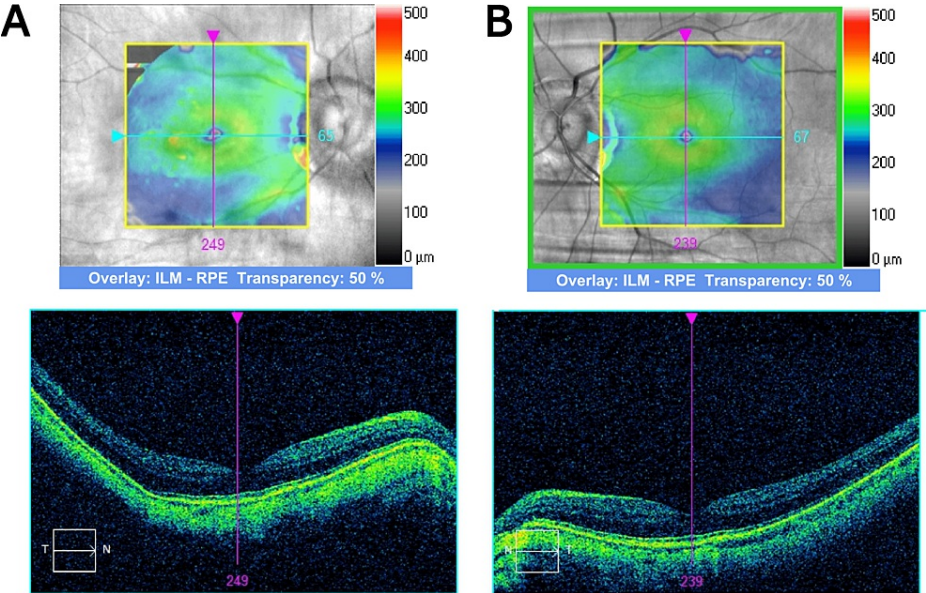 A
500
400
300
200
100
0 µm
65
249
Overlay: ILM - RPE Transparency: 50 %
B
500
400
300
200
100
0 µm
67
239
Overlay: ILM - RPE Transparency: 50 %
T N
249
N T
239